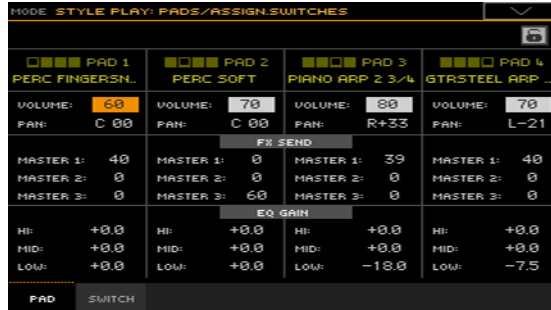 MODE STYLE PLAY: PADS/ASSIGN.SWITCHES
PAD 1 PAD 2 PAD 3 PAD 4
PERC FINGERSN.. PERC SOFT PIANO ARP 2 3/4 GTRSTEEL ARP ..
VOLUME: 60 VOLUME: 70 VOLUME: 80 VOLUME: 70
PAN: C 00 PAN: C 00 PAN: R+33 PAN: L-21
FX SEND
MASTER 1: 40 MASTER 1: 0 MASTER 1: 39 MASTER 1: 40
MASTER 2: 0 MASTER 2: 0 MASTER 2: 0 MASTER 2: 0
MASTER 3: 0 MASTER 3: 60 MASTER 3: 0 MASTER 3: 0
EQ GAIN
HI: +0.0 HI: +0.0 HI: +0.0 HI: +0.0
MID: +0.0 MID: +0.0 MID: +0.0 MID: +0.0
LOW: +0.0 LOW: +0.0 LOW: -18.0 LOW: -7.5
PAD SWITCH